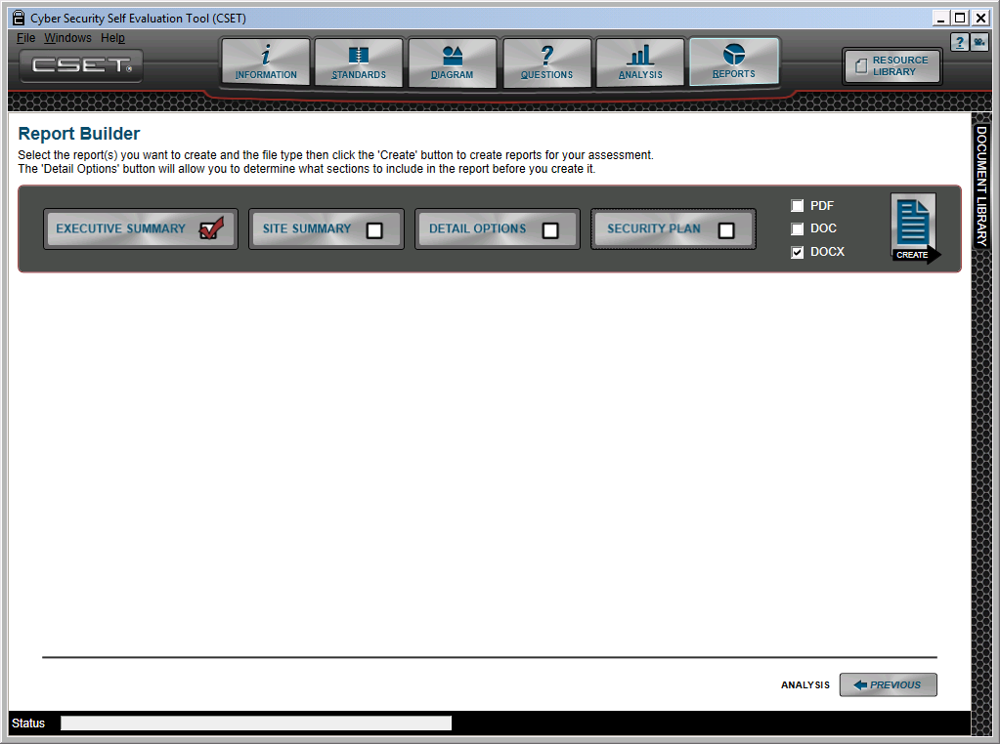 Cyber Security Self Evaluation Tool (CSET)
File Windows Help
CSET
INFORMATION
STANDARDS
DIAGRAM
QUESTIONS
ANALYSIS
REPORTS
RESOURCE
LIBRARY
?
DOCUMENT LIBRARY
Report Builder
Select the report(s) you want to create and the file type then click the 'Create' button to create reports for your assessment.
The 'Detail Options' button will allow you to determine what sections to include in the report before you create it.
EXECUTIVE SUMMARY
SITE SUMMARY
DETAIL OPTIONS
SECURITY PLAN
PDF
DOC
DOCX
CREATE
ANALYSIS
PREVIOUS
Status